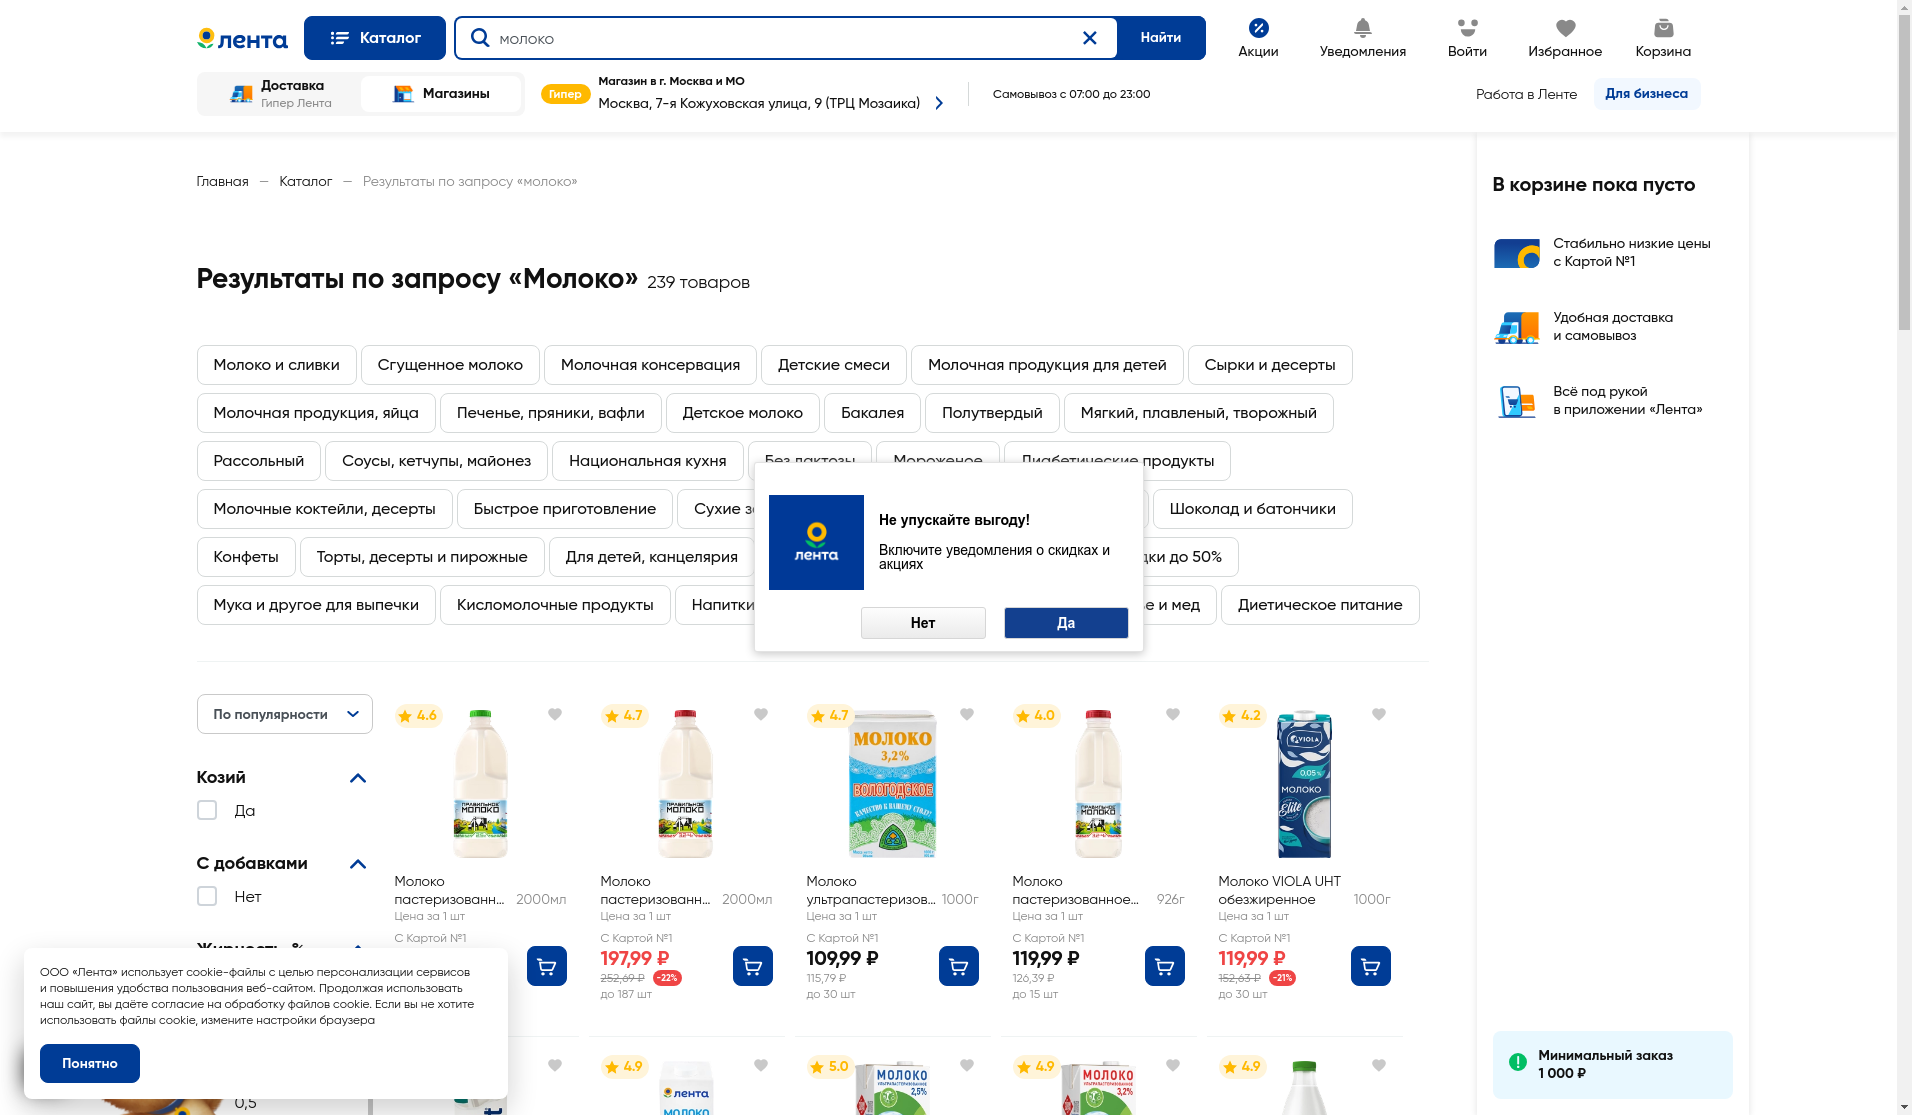 лента
Каталог
молоко
Найти
Акции
Уведомления
Войти
Избранное
Корзина
Доставка
Гипер Лента
Магазины
Гипер
Магазин в г. Москва и МО
Москва, 7-я Кожуховская улица, 9 (ТРЦ Мозаика)
Самовывоз с 07:00 до 23:00
Работа в Ленте
Для бизнеса
Главная — Каталог — Результаты по запросу «молоко»
Результаты по запросу «Молоко» 239 товаров
Молоко и сливки
Сгущенное молоко
Молочная консервация
Детские смеси
Молочная продукция для детей
Сырки и десерты
Молочная продукция, яйца
Печенье, пряники, вафли
Детское молоко
Бакалея
Полутвердый
Мягкий, плавленый, творожный
Рассольный
Соусы, кетчупы, майонез
Национальная кухня
Без лактозы
Мороженое
Диабетические продукты
Молочные коктейли, десерты
Быстрое приготовление
Сухие
Шоколад и батончики
Конфеты
Торты, десерты и пирожные
Для детей, канцелярия
до 50%
Мука и другое для выпечки
Кисломолочные продукты
Напитки
и мед
Диетическое питание
лента
Не упускайте выгоду!
Включите уведомления о скидках и
акциях
Нет
Да
В корзине пока пусто
Стабильно низкие цены
с Картой №1
Удобная доставка
и самовывоз
Всё под рукой
в приложении «Лента»
Минимальный заказ
1 000 ₽
По популярности
Козий
Да
С добавками
Нет
Жирность, %
0,5
4.6
ПРАВИЛЬНОЕ
МОЛОКО
Молоко
пастеризованн... 2000мл
Цена за 1 шт
С Картой №1
4.7
ПРАВИЛЬНОЕ
МОЛОКО
Молоко
пастеризованн... 2000мл
Цена за 1 шт
С Картой №1
197,99 ₽
252,69 ₽ -22%
до 187 шт
4.7
МОЛОКО
3,2%
ВОЛОГОДСКОЕ
КАЧЕСТВО К ВАШЕМУ СТОЛУ!
Молоко
ультрапастеризов... 1000г
Цена за 1 шт
С Картой №1
109,99 ₽
115,79 ₽
до 30 шт
4.0
ПРАВИЛЬНОЕ
МОЛОКО
Молоко
пастеризованное... 926г
Цена за 1 шт
С Картой №1
119,99 ₽
126,39 ₽
до 15 шт
4.2
VIOLA
0,05%
МОЛОКО
Elite
Молоко VIOLA UHT
обезжиренное 1000г
Цена за 1 шт
С Картой №1
119,99 ₽
152,63 ₽ -21%
до 30 шт
4.9
лента
МОЛОКО
5.0
МОЛОКО
УЛЬТРАПАСТЕРИЗОВАННОЕ
2,5%
4.9
МОЛОКО
УЛЬТРАПАСТЕРИЗОВАННОЕ
3,2%
4.9
ООО «Лента» использует cookie-файлы с целью персонализации сервисов
и повышения удобства пользования веб-сайтом. Продолжая использовать
наш сайт, вы даёте согласие на обработку файлов cookie. Если вы не хотите
использовать файлы cookie, измените настройки браузера
Понятно